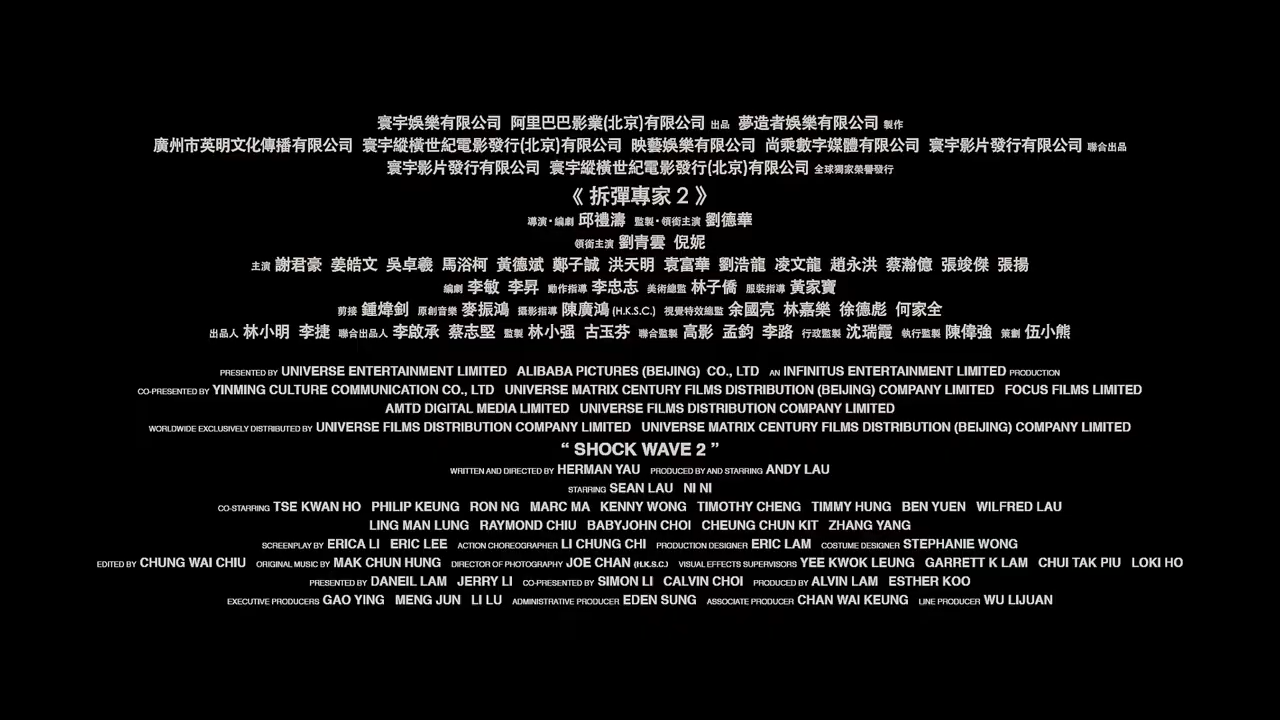 寰宇娛樂有限公司 阿里巴巴影業(北京)有限公司 出品 夢造者娛樂有限公司 製作
廣州市英明文化傳播有限公司 寰宇縱橫世紀電影發行(北京)有限公司 映藝娛樂有限公司 尚乘數字媒體有限公司 寰宇影片發行有限公司 聯合出品
寰宇影片發行有限公司 寰宇縱橫世紀電影發行(北京)有限公司 全球獨家榮譽發行
《 拆彈專家 2 》
導演・編劇 邱禮濤 監製・領銜主演 劉德華
領銜主演 劉青雲 倪妮
主演 謝君豪 姜皓文 吳卓羲 馬浴柯 黃德斌 鄭子誠 洪天明 袁富華 劉浩龍 凌文龍 趙永洪 蔡瀚億 張竣傑 張揚
編劇 李敏 李昇 動作指導 李忠志 美術總監 林子僑 服裝指導 黃家寶
剪接 鍾煒釗 原創音樂 麥振鴻 攝影指導 陳廣鴻 (H.K.S.C.) 視覺特效總監 余國亮 林嘉樂 徐德彪 何家全
出品人 林小明 李捷 聯合出品人 李啟承 蔡志堅 監製 林小强 古玉芬 聯合監製 高影 孟鈞 李路 行政監製 沈瑞霞 執行監製 陳偉強 策劃 伍小熊
PRESENTED BY UNIVERSE ENTERTAINMENT LIMITED ALIBABA PICTURES (BEIJING) CO., LTD AN INFINITUS ENTERTAINMENT LIMITED PRODUCTION
CO-PRESENTED BY YINMING CULTURE COMMUNICATION CO., LTD UNIVERSE MATRIX CENTURY FILMS DISTRIBUTION (BEIJING) COMPANY LIMITED FOCUS FILMS LIMITED
AMTD DIGITAL MEDIA LIMITED UNIVERSE FILMS DISTRIBUTION COMPANY LIMITED
WORLDWIDE EXCLUSIVELY DISTRIBUTED BY UNIVERSE FILMS DISTRIBUTION COMPANY LIMITED UNIVERSE MATRIX CENTURY FILMS DISTRIBUTION (BEIJING) COMPANY LIMITED
“ SHOCK WAVE 2 ”
WRITTEN AND DIRECTED BY HERMAN YAU PRODUCED BY AND STARRING ANDY LAU
STARRING SEAN LAU NI NI
CO-STARRING TSE KWAN HO PHILIP KEUNG RON NG MARC MA KENNY WONG TIMOTHY CHENG TIMMY HUNG BEN YUEN WILFRED LAU
LING MAN LUNG RAYMOND CHIU BABYJOHN CHOI CHEUNG CHUN KIT ZHANG YANG
SCREENPLAY BY ERICA LI ERIC LEE ACTION CHOREOGRAPHER LI CHUNG CHI PRODUCTION DESIGNER ERIC LAM COSTUME DESIGNER STEPHANIE WONG
EDITED BY CHUNG WAI CHIU ORIGINAL MUSIC BY MAK CHUN HUNG DIRECTOR OF PHOTOGRAPHY JOE CHAN (H.K.S.C.) VISUAL EFFECTS SUPERVISORS YEE KWOK LEUNG GARRETT K LAM CHUI TAK PIU LOKI HO
PRESENTED BY DANEIL LAM JERRY LI CO-PRESENTED BY SIMON LI CALVIN CHOI PRODUCED BY ALVIN LAM ESTHER KOO
EXECUTIVE PRODUCERS GAO YING MENG JUN LI LU ADMINISTRATIVE PRODUCER EDEN SUNG ASSOCIATE PRODUCER CHAN WAI KEUNG LINE PRODUCER WU LIJUAN